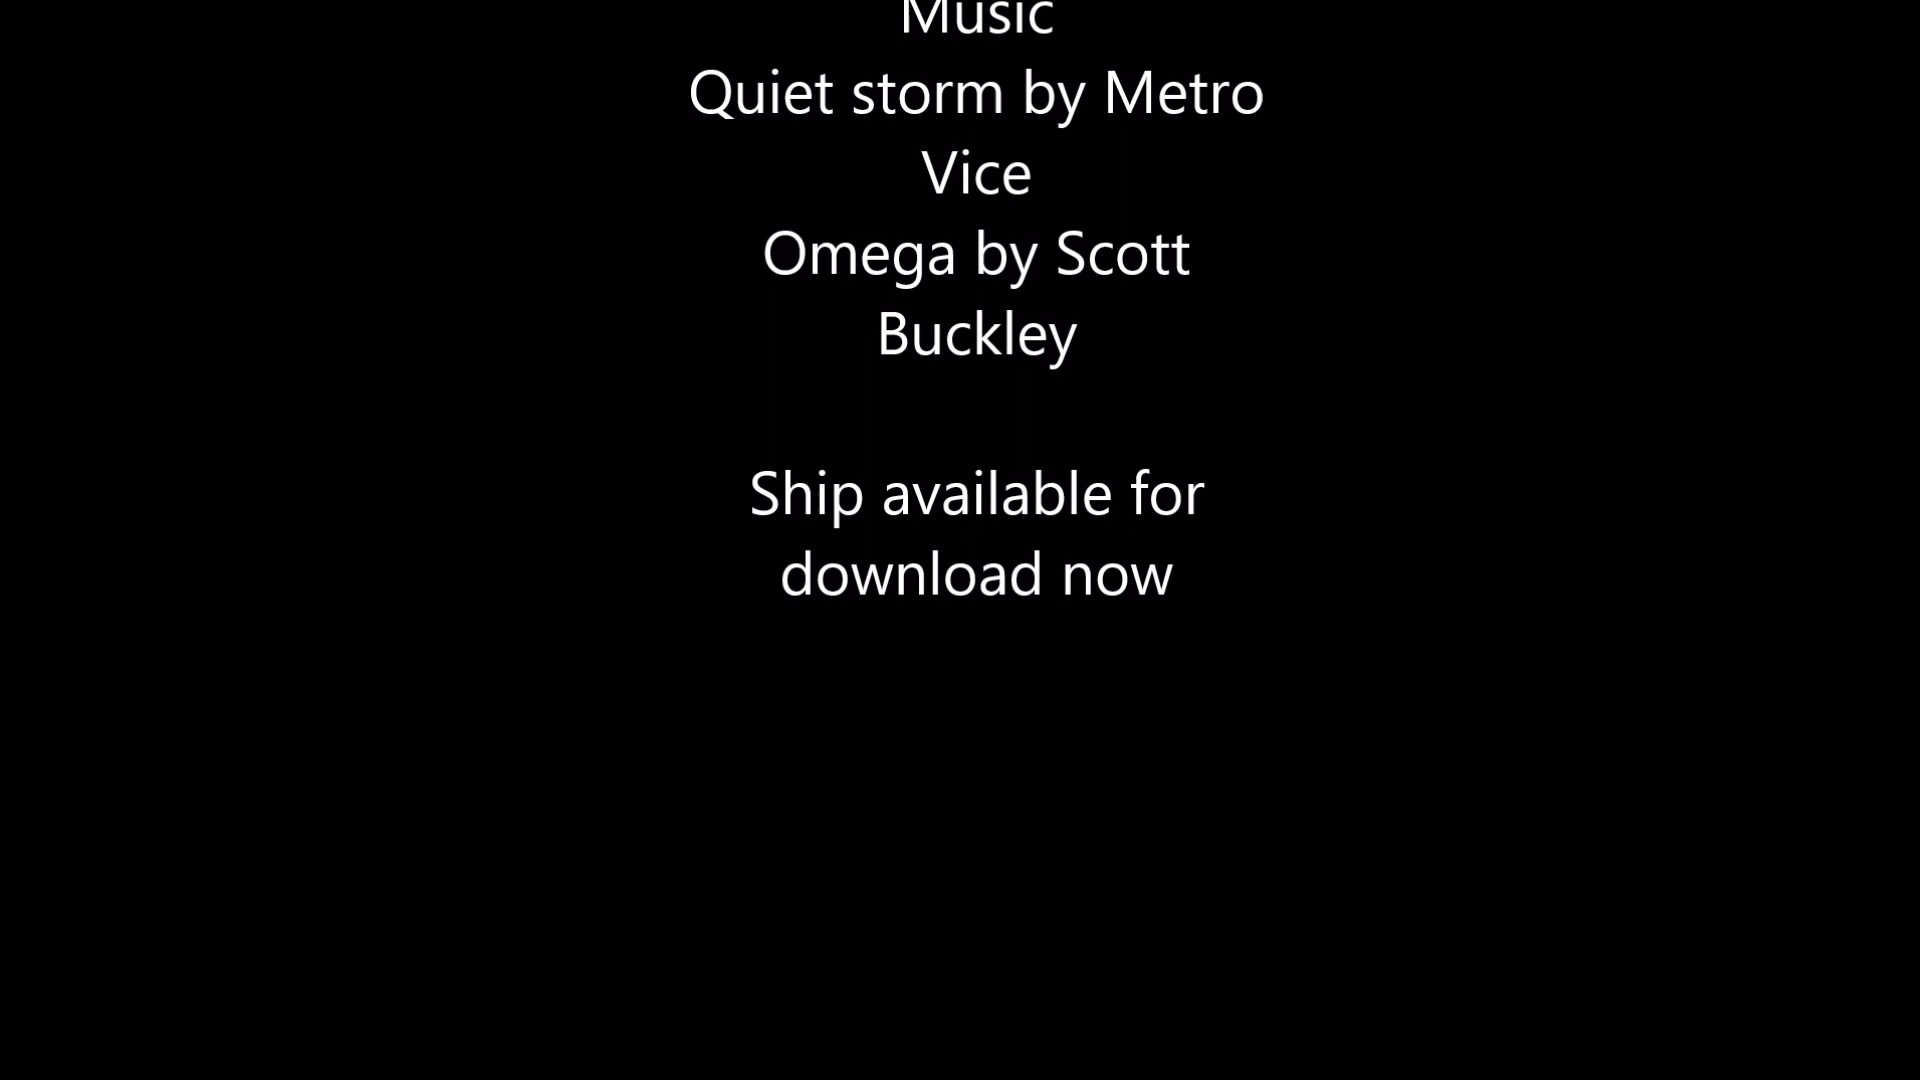 Music
Quiet storm by Metro
Vice
Omega by Scott
Buckley
Ship available for
download now